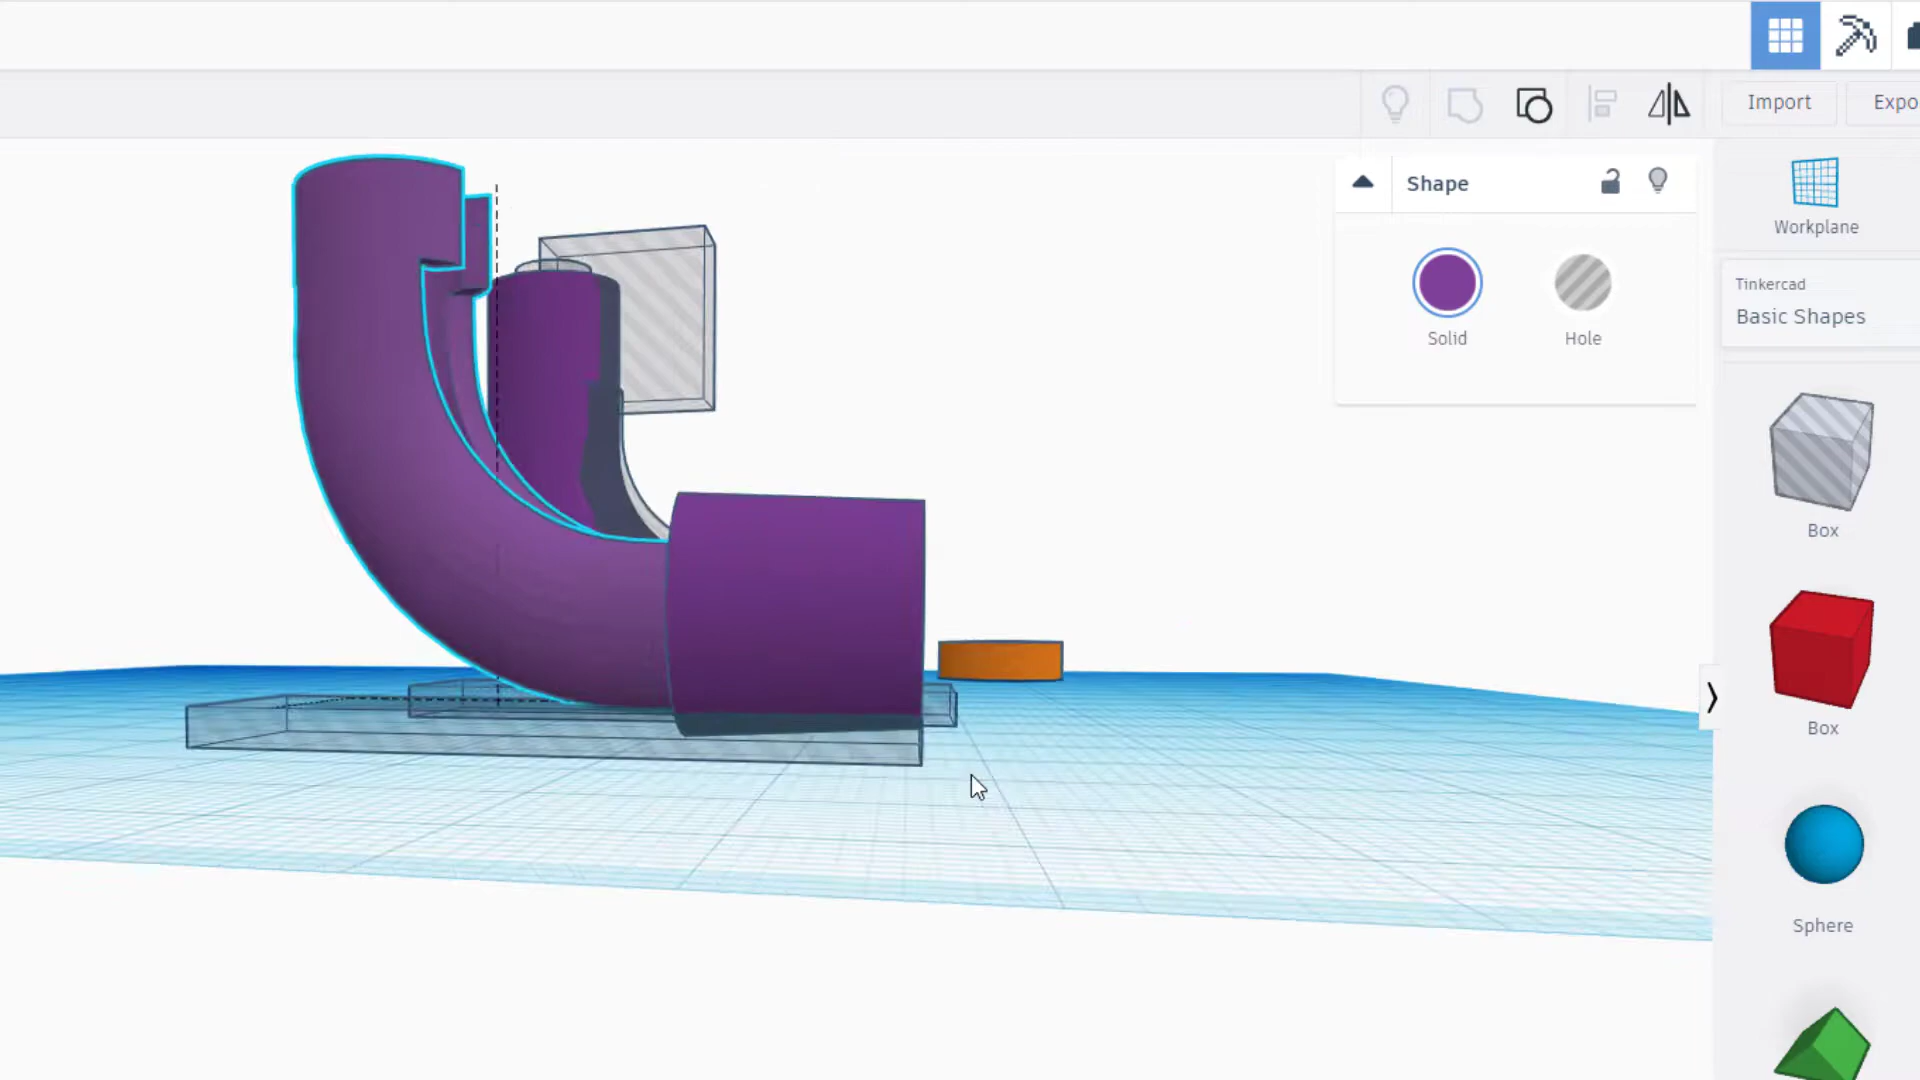 Import
Expo
Shape
Solid
Hole
Workplane
Tinkercad
Basic Shapes
Box
Box
Sphere